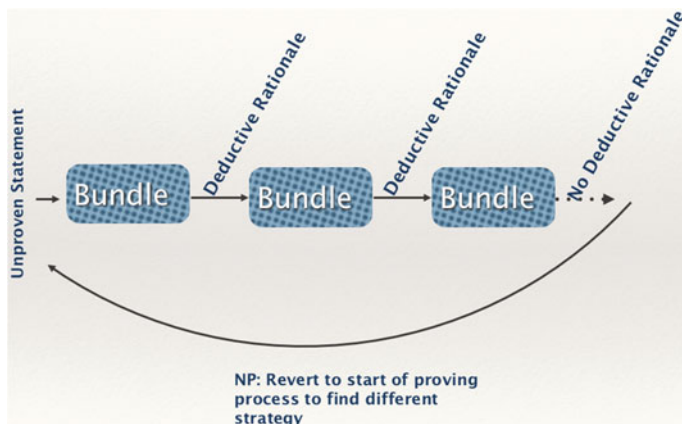 Unproven Statement
Bundle
Deductive Rationale
Bundle
Deductive Rationale
Bundle
No Deductive Rationale
NP: Revert to start of proving
process to find different
strategy